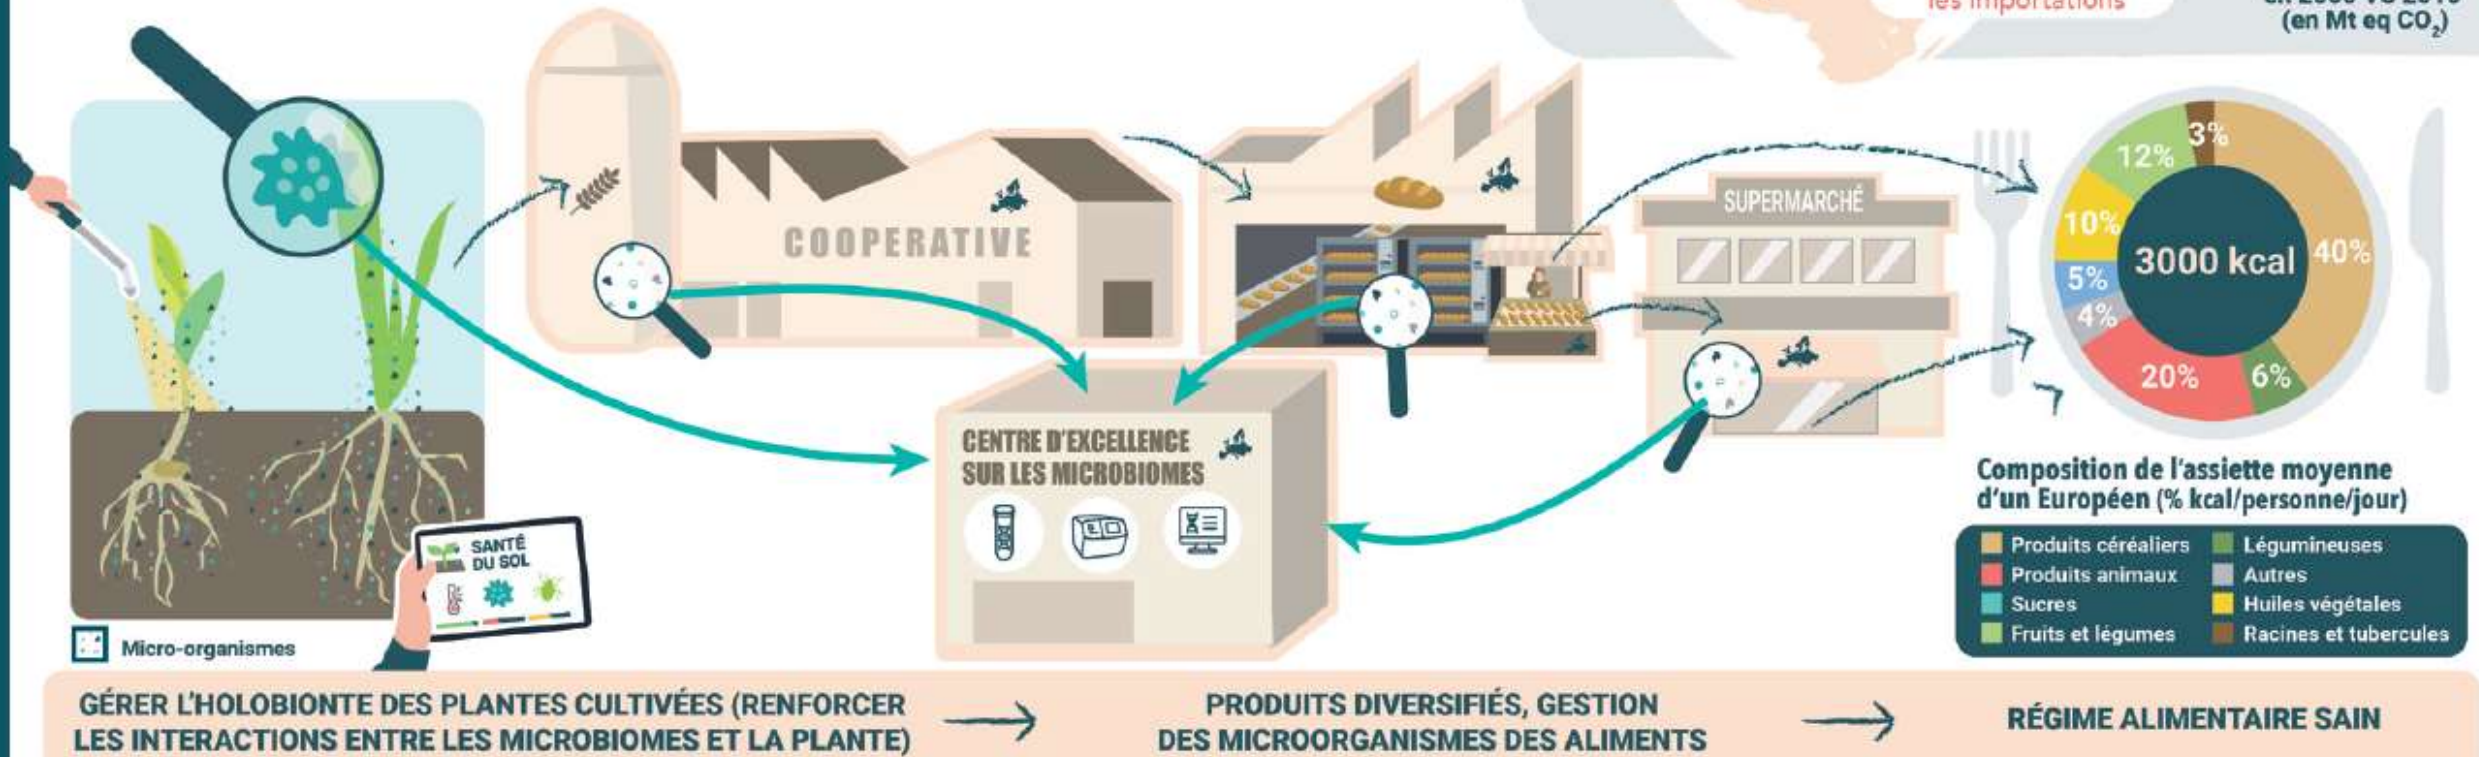 les importations
(en Mt eq CO₂)
COOPERATIVE
SUPERMARCHÉ
3%
12%
10%
5%
4%
20%
6%
40%
3000 kcal
CENTRE D'EXCELLENCE
SUR LES MICROBIOMES
SANTÉ
DU SOL
Micro-organismes
Composition de l'assiette moyenne
d'un Européen (% kcal/personne/jour)
Produits céréaliers
Produits animaux
Sucres
Fruits et légumes
Légumineuses
Autres
Huiles végétales
Racines et tubercules
GÉRER L'HOLOBIONTE DES PLANTES CULTIVÉES (RENFORCER
LES INTERACTIONS ENTRE LES MICROBIOMES ET LA PLANTE)
PRODUITS DIVERSIFIÉS, GESTION
DES MICROORGANISMES DES ALIMENTS
RÉGIME ALIMENTAIRE SAIN